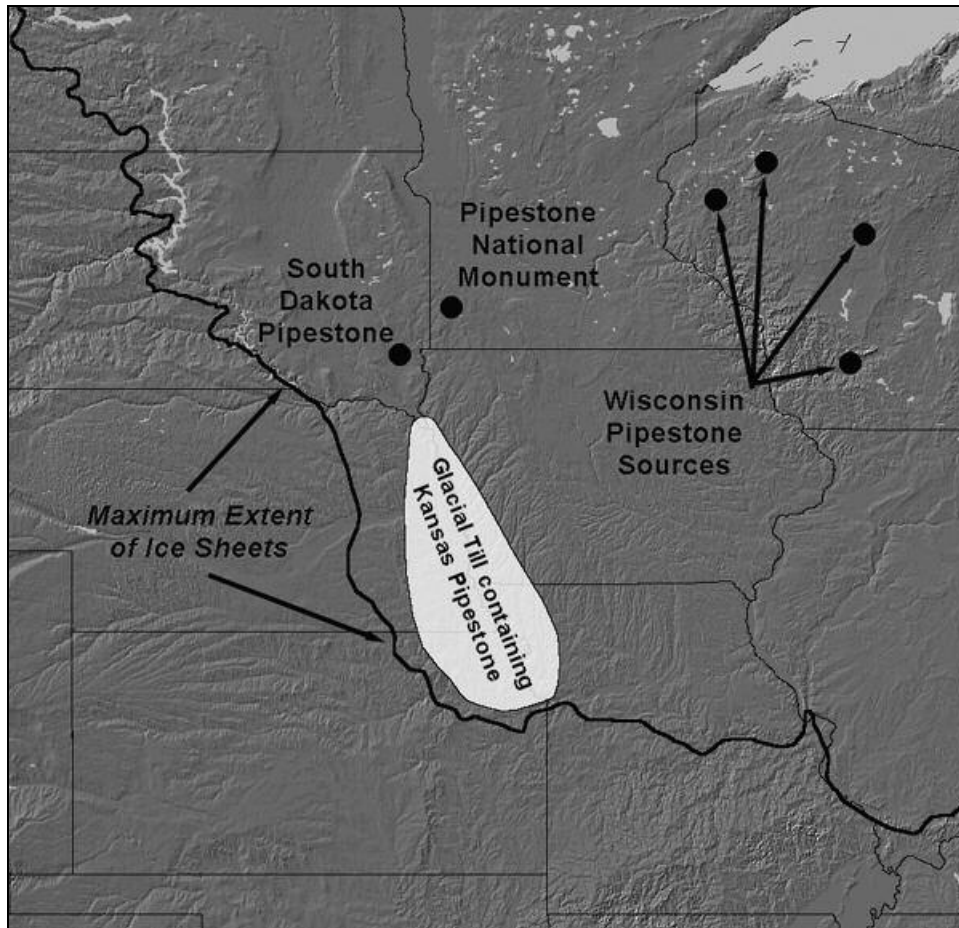 Pipestone
National
Monument
South
Dakota
Pipestone
Wisconsin
Pipestone
Sources
Maximum Extent
of Ice Sheets
Glacial Till containing
Kansas Pipestone